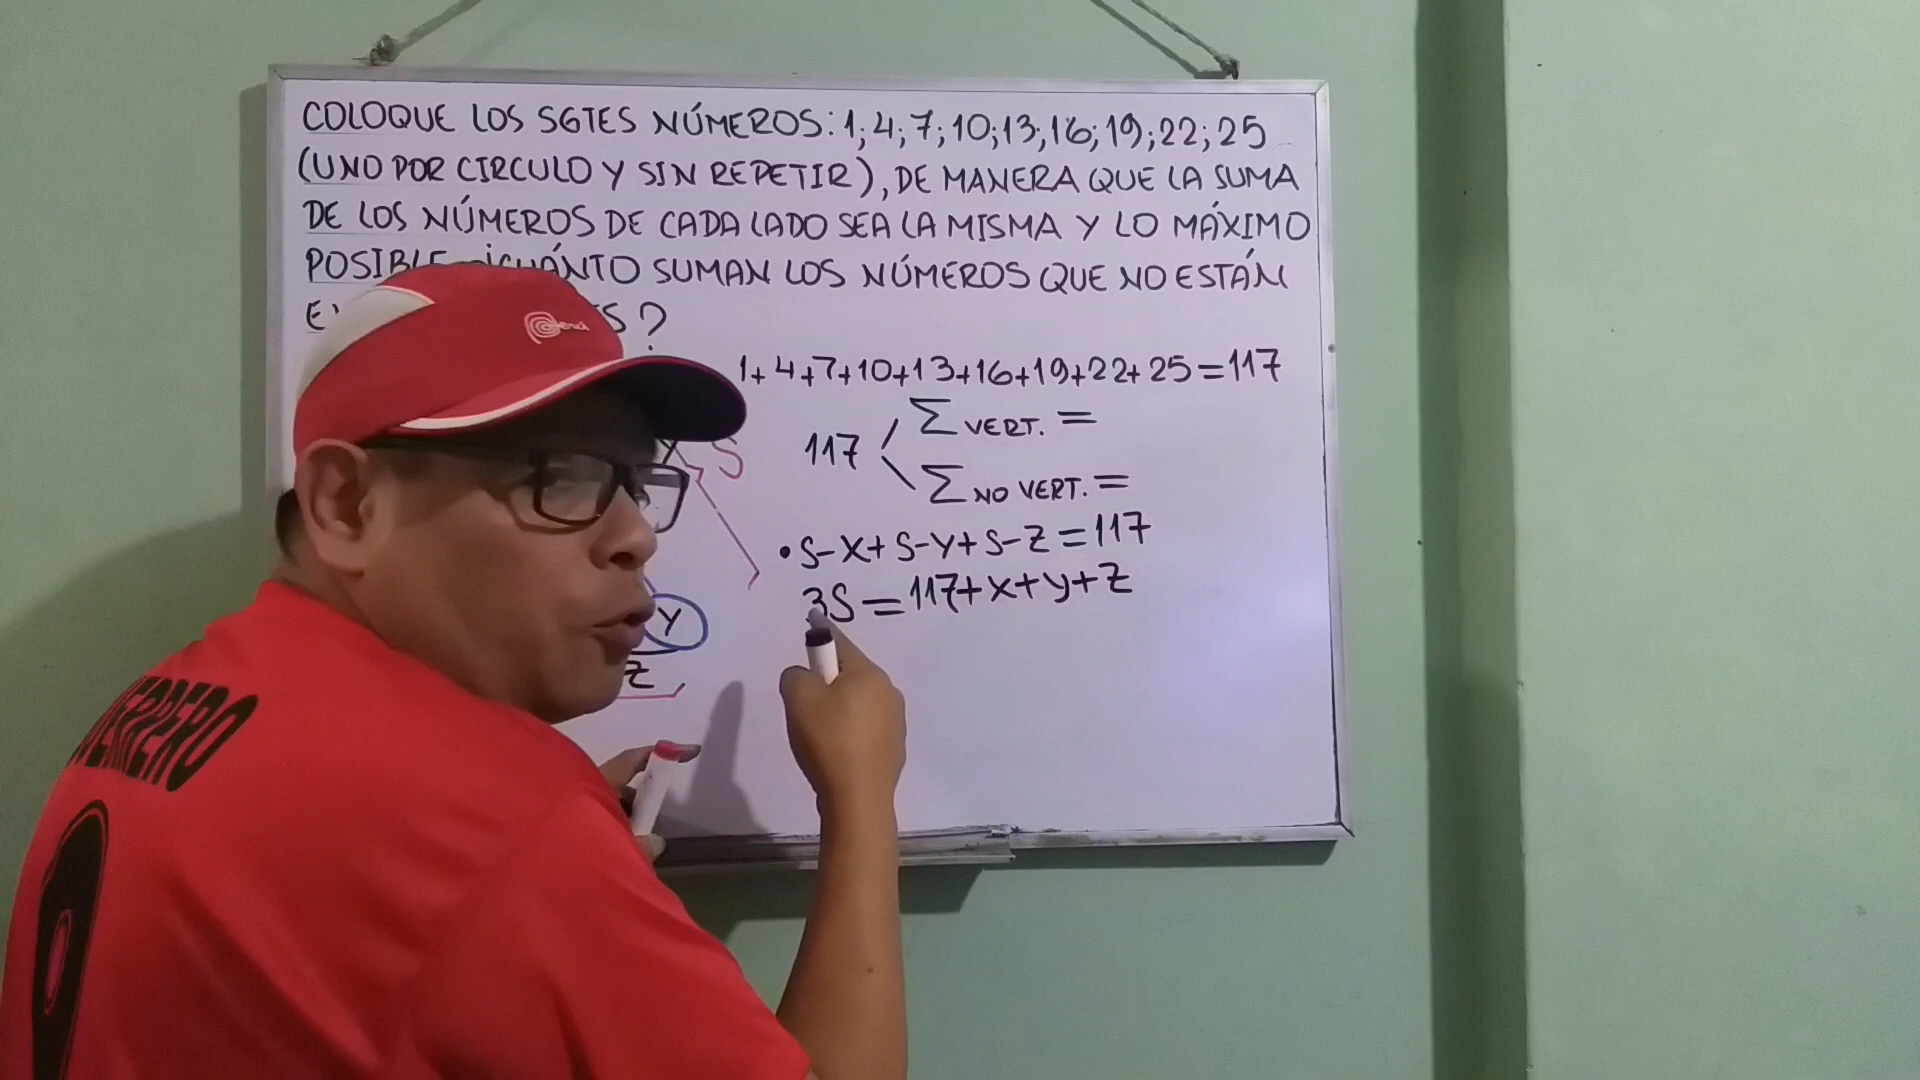 COLOQUE LOS SGTES NÚMEROS: 1; 4; 7; 10; 13; 16; 19; 22; 25
(UNO POR CIRCULO Y SIN REPETIR), DE MANERA QUE LA SUMA
DE LOS NÚMEROS DE CADA LADO SEA LA MISMA Y LO MÁXIMO
POSIBLE. ¿CUÁNTO SUMAN LOS NÚMEROS QUE NO ESTÁN
?
1+4+7+10+13+16+19+22+25=117
S
117
Σ VERT. =
Σ NO VERT. =
• S-X+S-Y+S-Z=117
3S=117+X+Y+Z
Y
Z